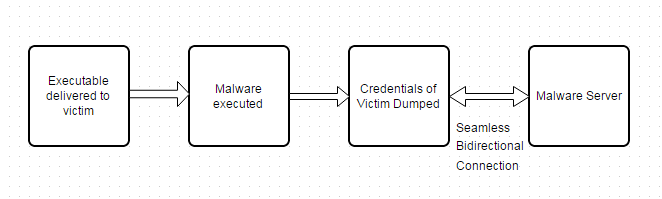 Executable
delivered to
victim
Malware
executed
Credentials of
Victim Dumped
Malware Server
Seamless
Bidirectional
Connection